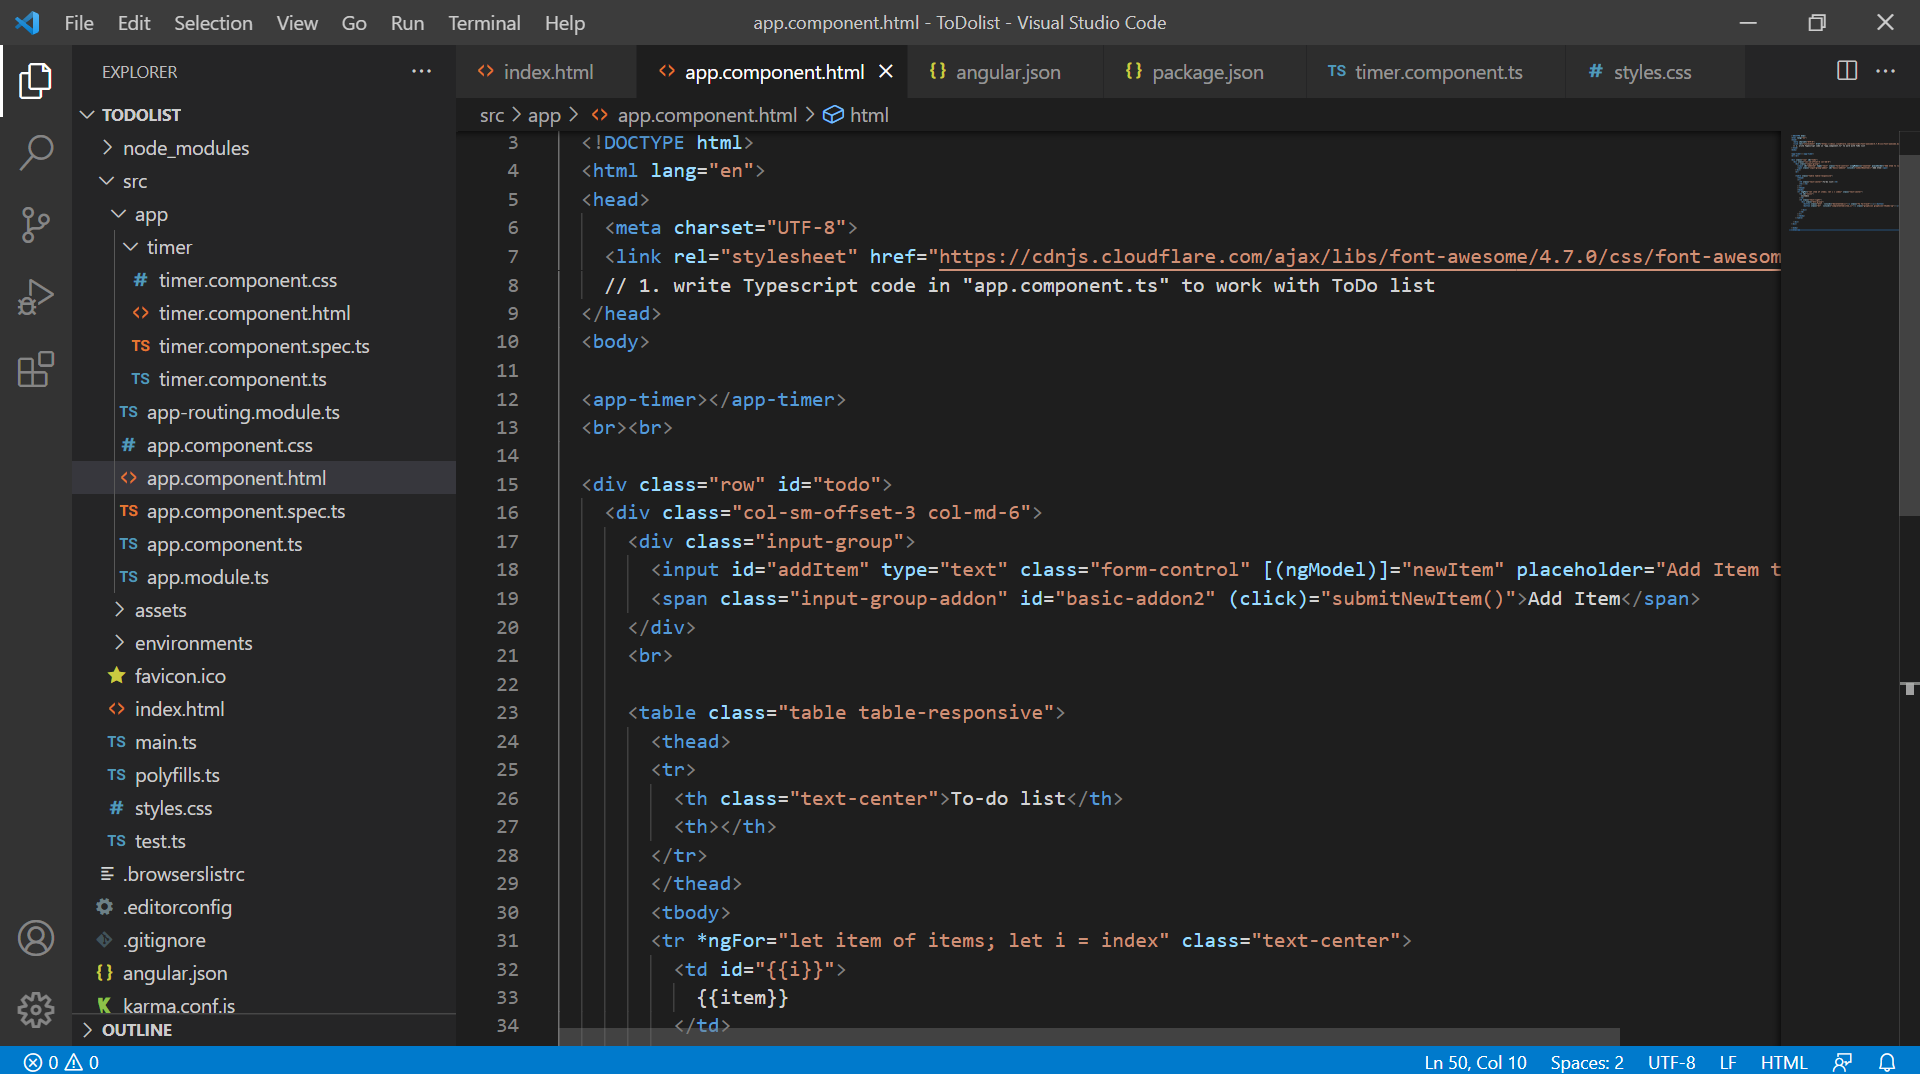 File Edit Selection View Go Run Terminal Help
app.component.html - ToDolist - Visual Studio Code
EXPLORER
TODOLIST
node_modules
src
app
timer
# timer.component.css
<> timer.component.html
TS timer.component.spec.ts
TS timer.component.ts
TS app-routing.module.ts
# app.component.css
<> app.component.html
TS app.component.spec.ts
TS app.component.ts
TS app.module.ts
assets
environments
favicon.ico
<> index.html
TS main.ts
TS polyfills.ts
# styles.css
TS test.ts
.browserslistrc
.editorconfig
.gitignore
{} angular.json
karma.conf.js
OUTLINE
<> index.html
<> app.component.html
{} angular.json
{} package.json
TS timer.component.ts
# styles.css
src > app > <> app.component.html > html
3 <!DOCTYPE html>
4 <html lang="en">
5 <head>
6 <meta charset="UTF-8">
7 <link rel="stylesheet" href="https://cdnjs.cloudflare.com/ajax/libs/font-awesome/4.7.0/css/font-awesom
8 // 1. write Typescript code in "app.component.ts" to work with ToDo list
9 </head>
10 <body>
11
12 <app-timer></app-timer>
13 <br><br>
14
15 <div class="row" id="todo">
16 <div class="col-sm-offset-3 col-md-6">
17 <div class="input-group">
18 <input id="addItem" type="text" class="form-control" [(ngModel)]="newItem" placeholder="Add Item t
19 <span class="input-group-addon" id="basic-addon2" (click)="submitNewItem()">Add Item</span>
20 </div>
21 <br>
22
23 <table class="table table-responsive">
24 <thead>
25 <tr>
26 <th class="text-center">To-do list</th>
27 <th></th>
28 </tr>
29 </thead>
30 <tbody>
31 <tr *ngFor="let item of items; let i = index" class="text-center">
32 <td id="{{i}}">
33 {{item}}
34 </td>
0 0
Ln 50, Col 10 Spaces: 2 UTF-8 LF HTML